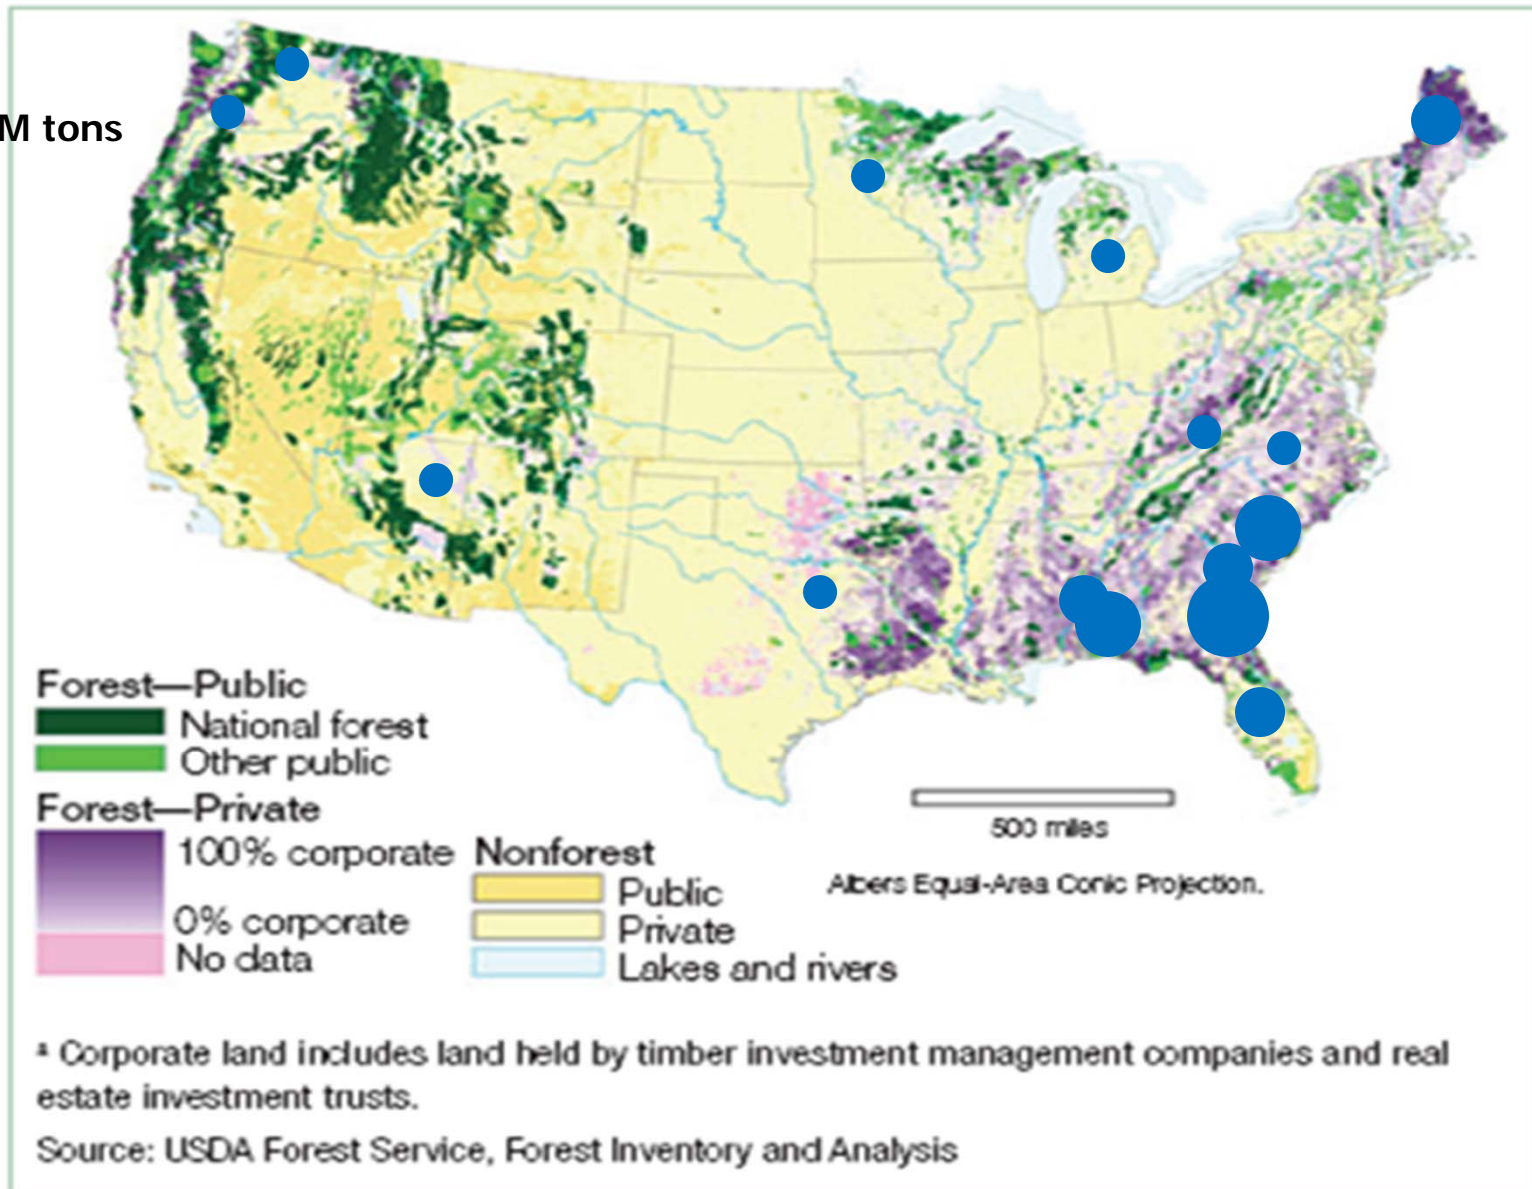 M tons
Forest—Public
National forest
Other public
Forest—Private
100% corporate
0% corporate
No data
Nonforest
Public
Private
Lakes and rivers
500 miles
Albers Equal-Area Conic Projection.
ª Corporate land includes land held by timber investment management companies and real
estate investment trusts.
Source: USDA Forest Service, Forest Inventory and Analysis